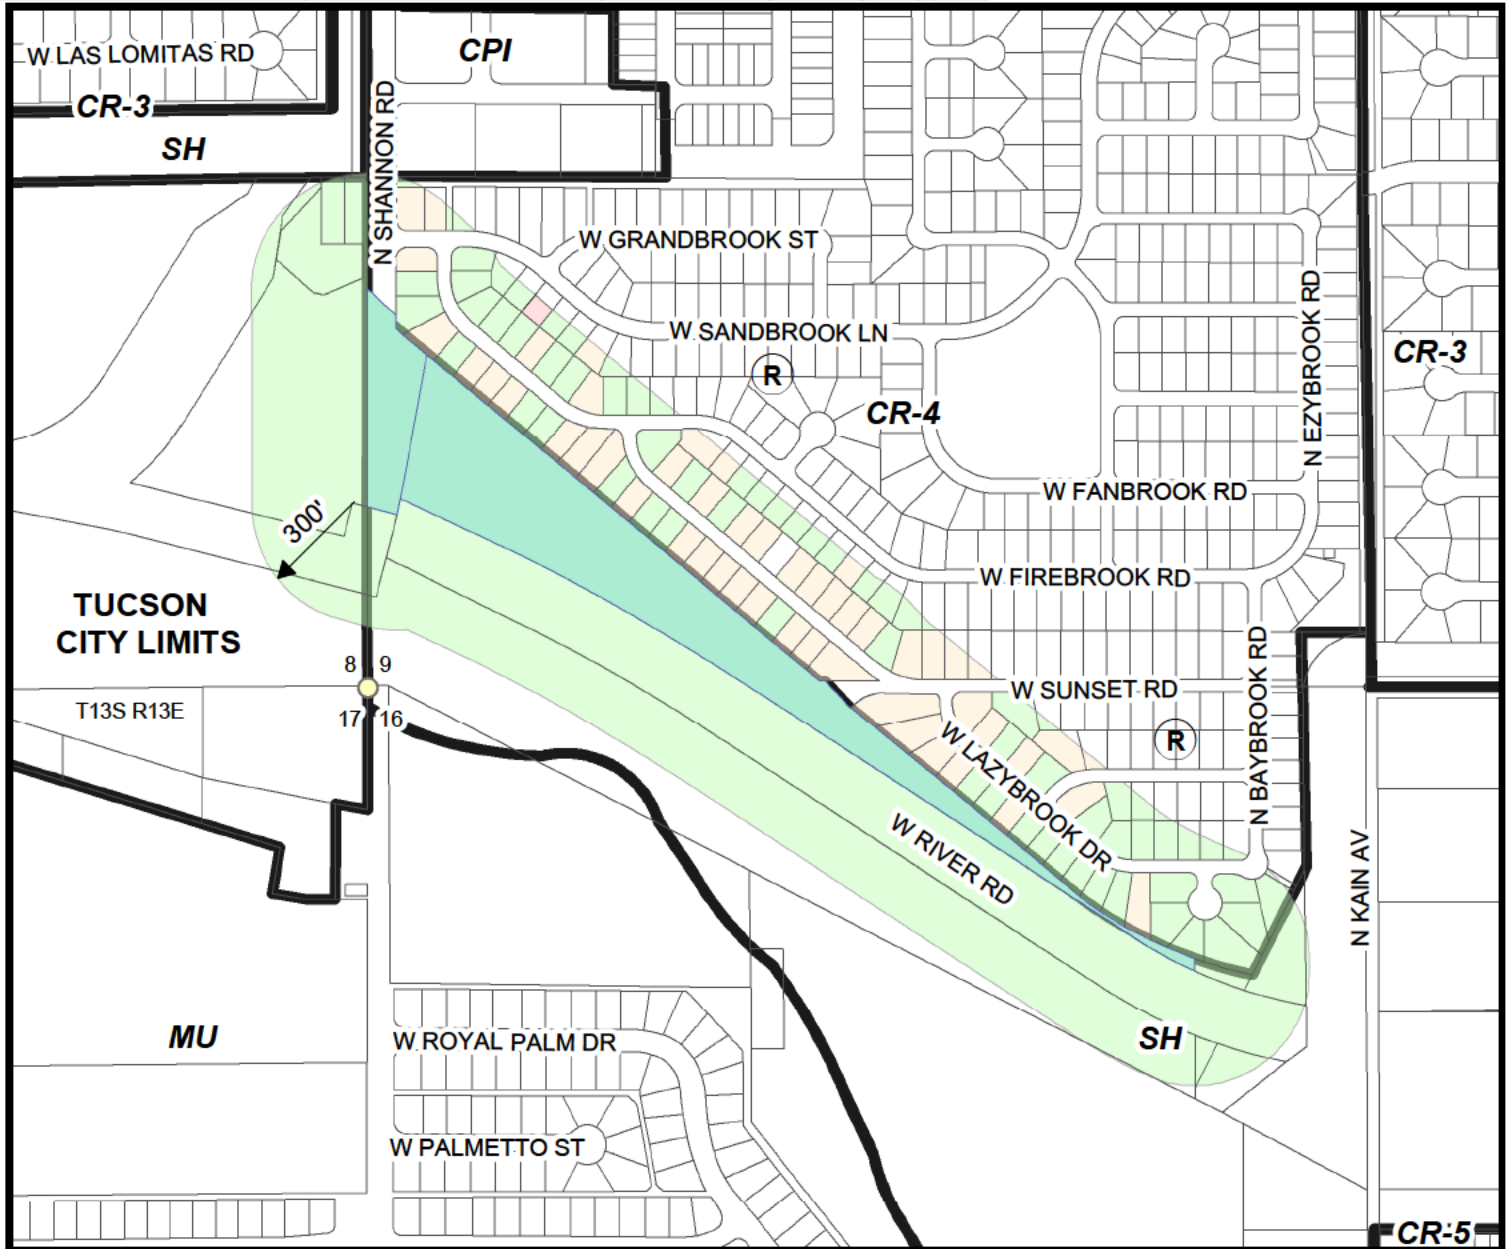 W LAS LOMITAS RD
CPI
CR-3
N SHANNON RD
SH
W GRANDBROOK ST
W SANDBROOK LN
N EZYBROOK RD
CR-3
R
CR-4
W FANBROOK RD
300'
W FIREBROOK RD
TUCSON
CITY LIMITS
8 9
T13S R13E
17 16
W SUNSET RD
N BAYBROOK RD
R
W LAZYBROOK DR
W RIVER RD
N KAIN AV
MU
W ROYAL PALM DR
SH
W PALMETTO ST
CR-5